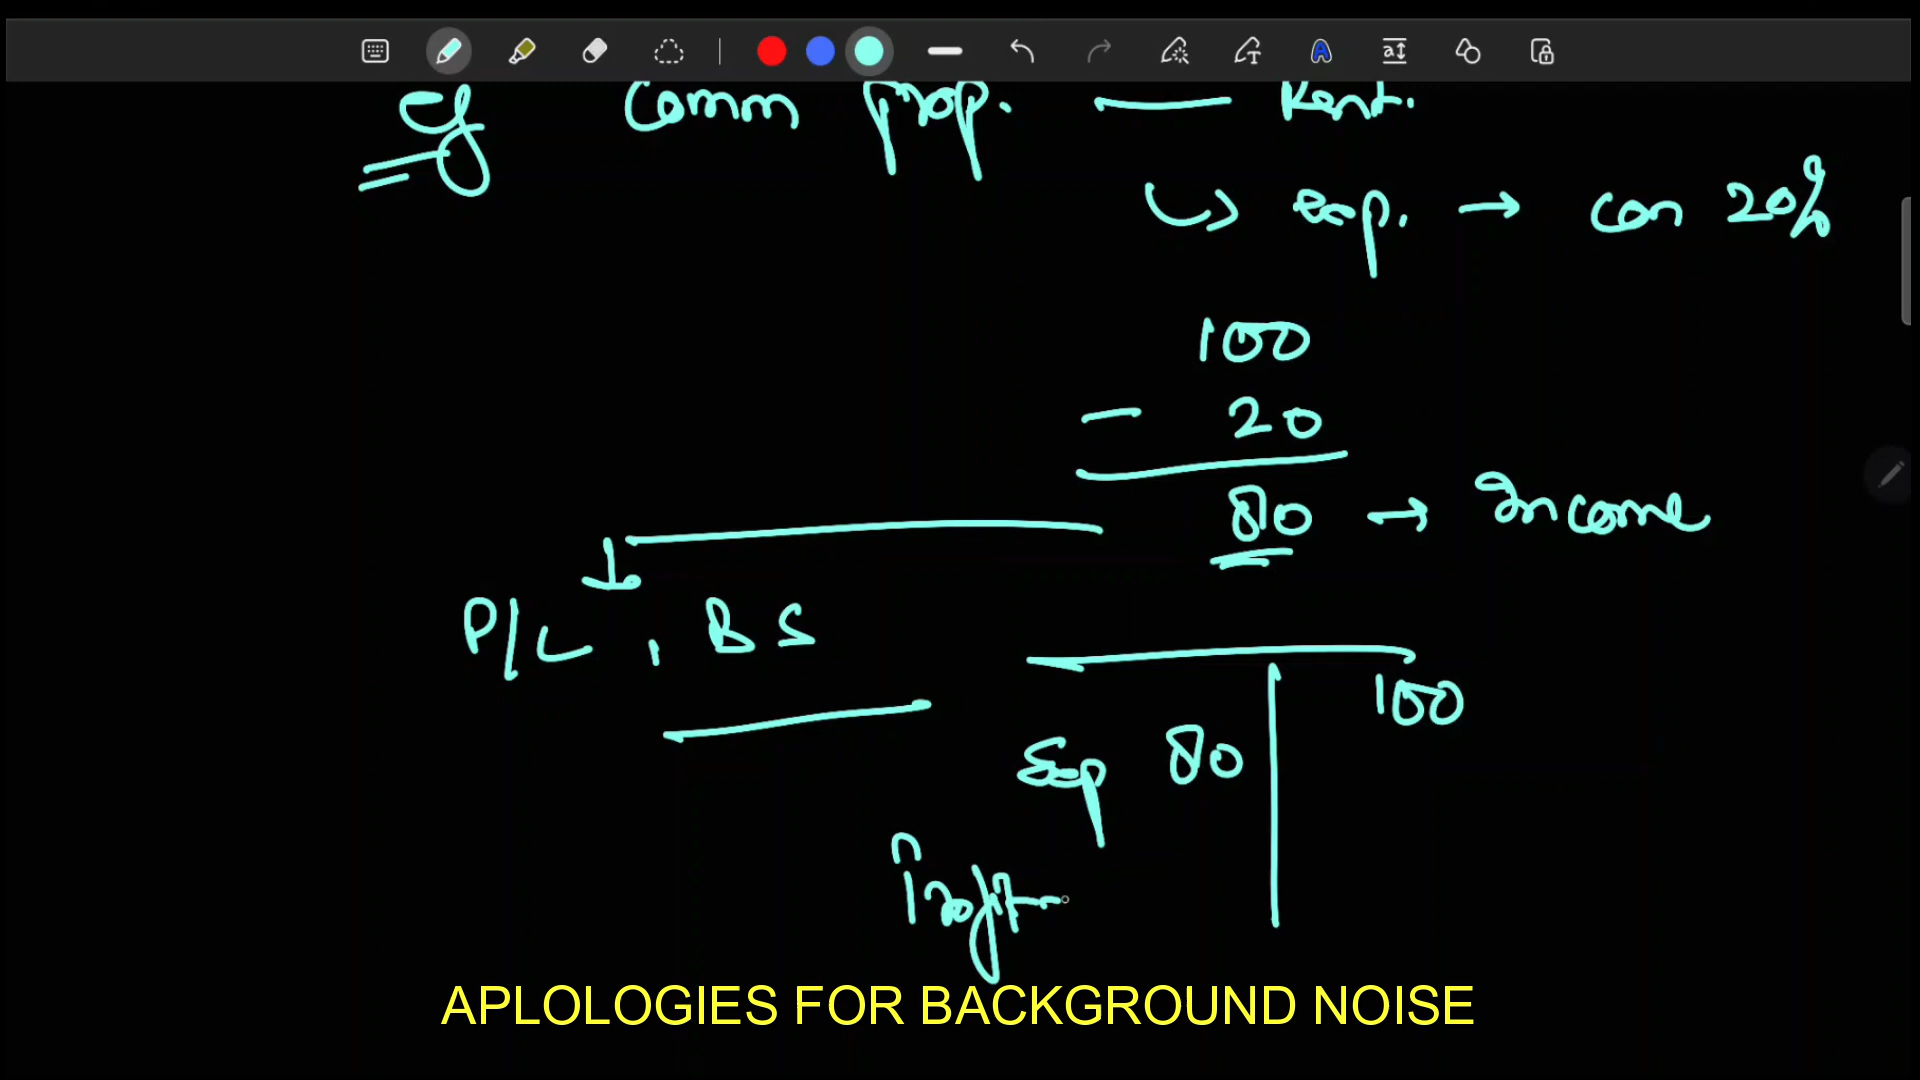 eg Comm prop. — Rent.
↳ exp. → con 20%
100
— 20
80 → Income
P/L , BS
100
Exp 80
Profit
APLOLOGIES FOR BACKGROUND NOISE